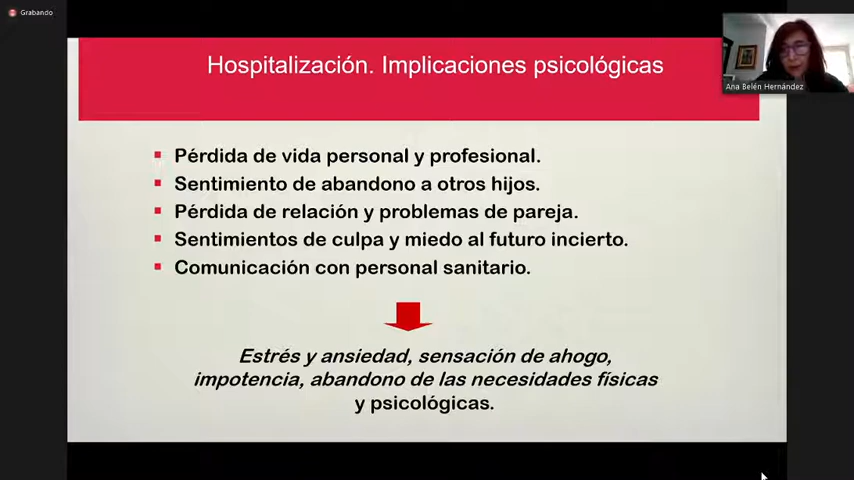 Grabando
Hospitalización. Implicaciones psicológicas
Ana Belén Hernández
Pérdida de vida personal y profesional.
Sentimiento de abandono a otros hijos.
Pérdida de relación y problemas de pareja.
Sentimientos de culpa y miedo al futuro incierto.
Comunicación con personal sanitario.
Estrés y ansiedad, sensación de ahogo,
impotencia, abandono de las necesidades físicas
y psicológicas.